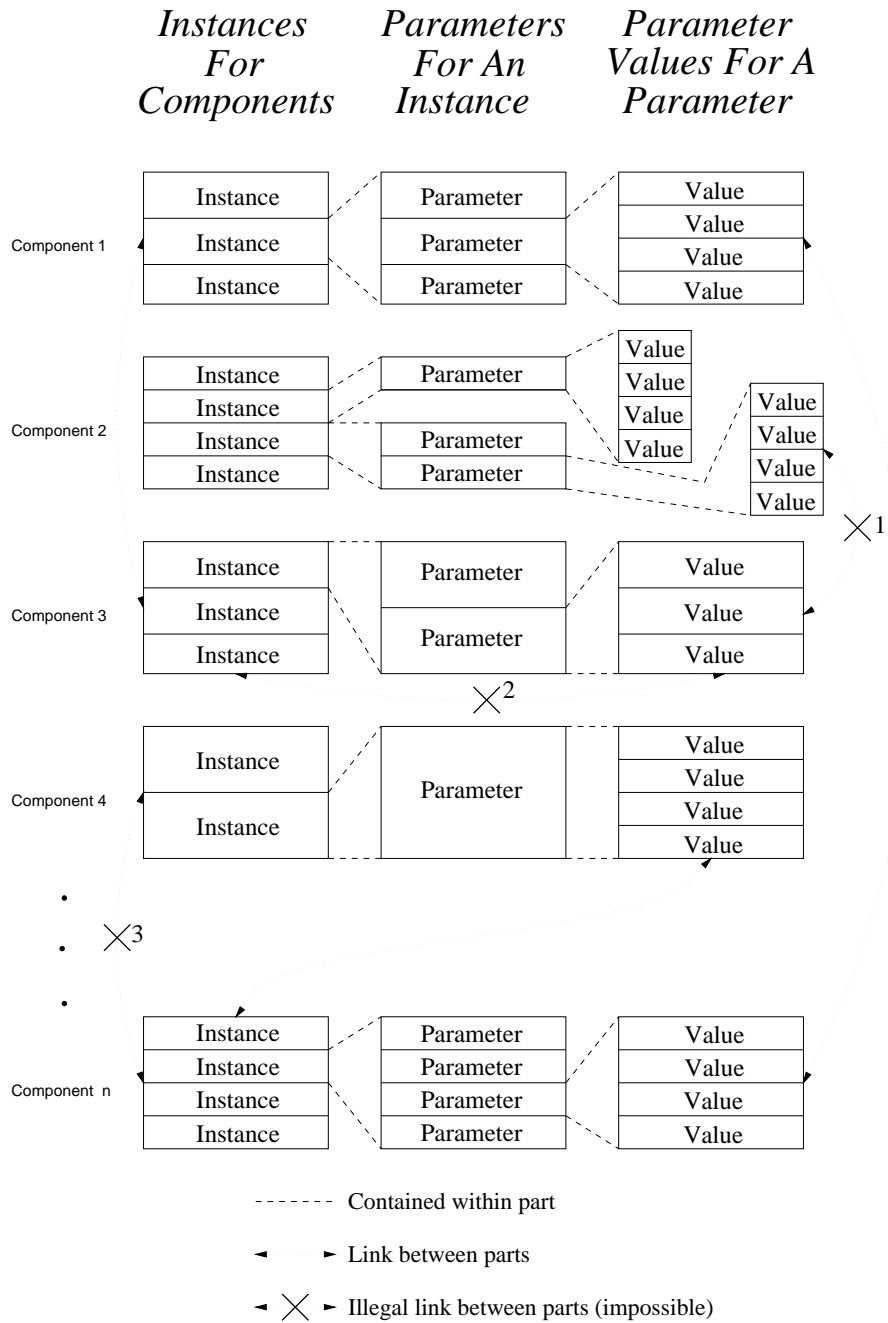 Instances For Components
Parameters For An Instance
Parameter Values For A Parameter
Component 1
Instance
Instance
Instance
Parameter
Parameter
Parameter
Value
Value
Value
Value
Component 2
Instance
Instance
Instance
Instance
Parameter
Parameter
Parameter
Value
Value
Value
Value
Value
Value
Value
Value
1
Component 3
Instance
Instance
Instance
Parameter
Parameter
Value
Value
Value
2
Component 4
Instance
Instance
Parameter
Value
Value
Value
Value
3
Component n
Instance
Instance
Instance
Instance
Parameter
Parameter
Parameter
Parameter
Value
Value
Value
Value
Contained within part
Link between parts
Illegal link between parts (impossible)